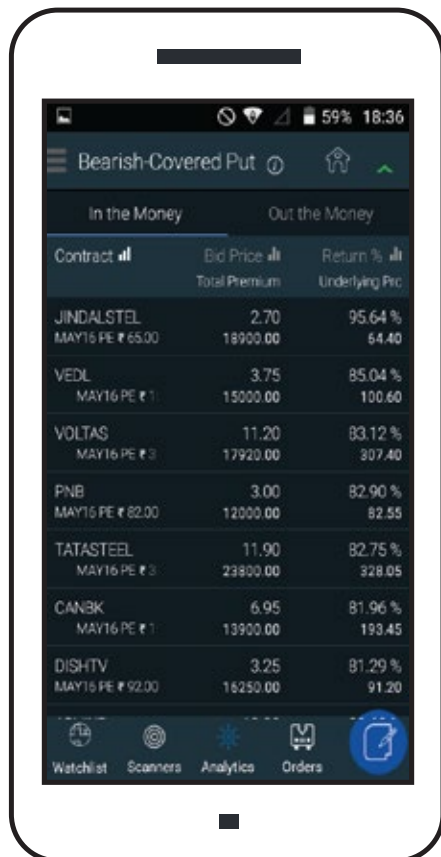 59% 18:36
Bearish-Covered Put
In the Money Out the Money
Contract Bid Price Return %
Total Premium Underlying Prc
JINDALSTEL 2.70 95.64 %
MAY16 PE ₹ 65.00 18900.00 64.40
VEDL 3.75 85.04 %
MAY16 PE ₹ 1 15000.00 100.60
VOLTAS 11.20 83.12 %
MAY16 PE ₹ 3 17920.00 307.40
PNB 3.00 82.90 %
MAY16 PE ₹ 82.00 12000.00 82.55
TATASTEEL 11.90 82.75 %
MAY16 PE ₹ 3 23800.00 328.05
CANBK 6.95 81.96 %
MAY16 PE ₹ 1 13900.00 193.45
DISHTV 3.25 81.29 %
MAY16 PE ₹ 92.00 16250.00 91.20
Watchlist Scanners Analytics Orders